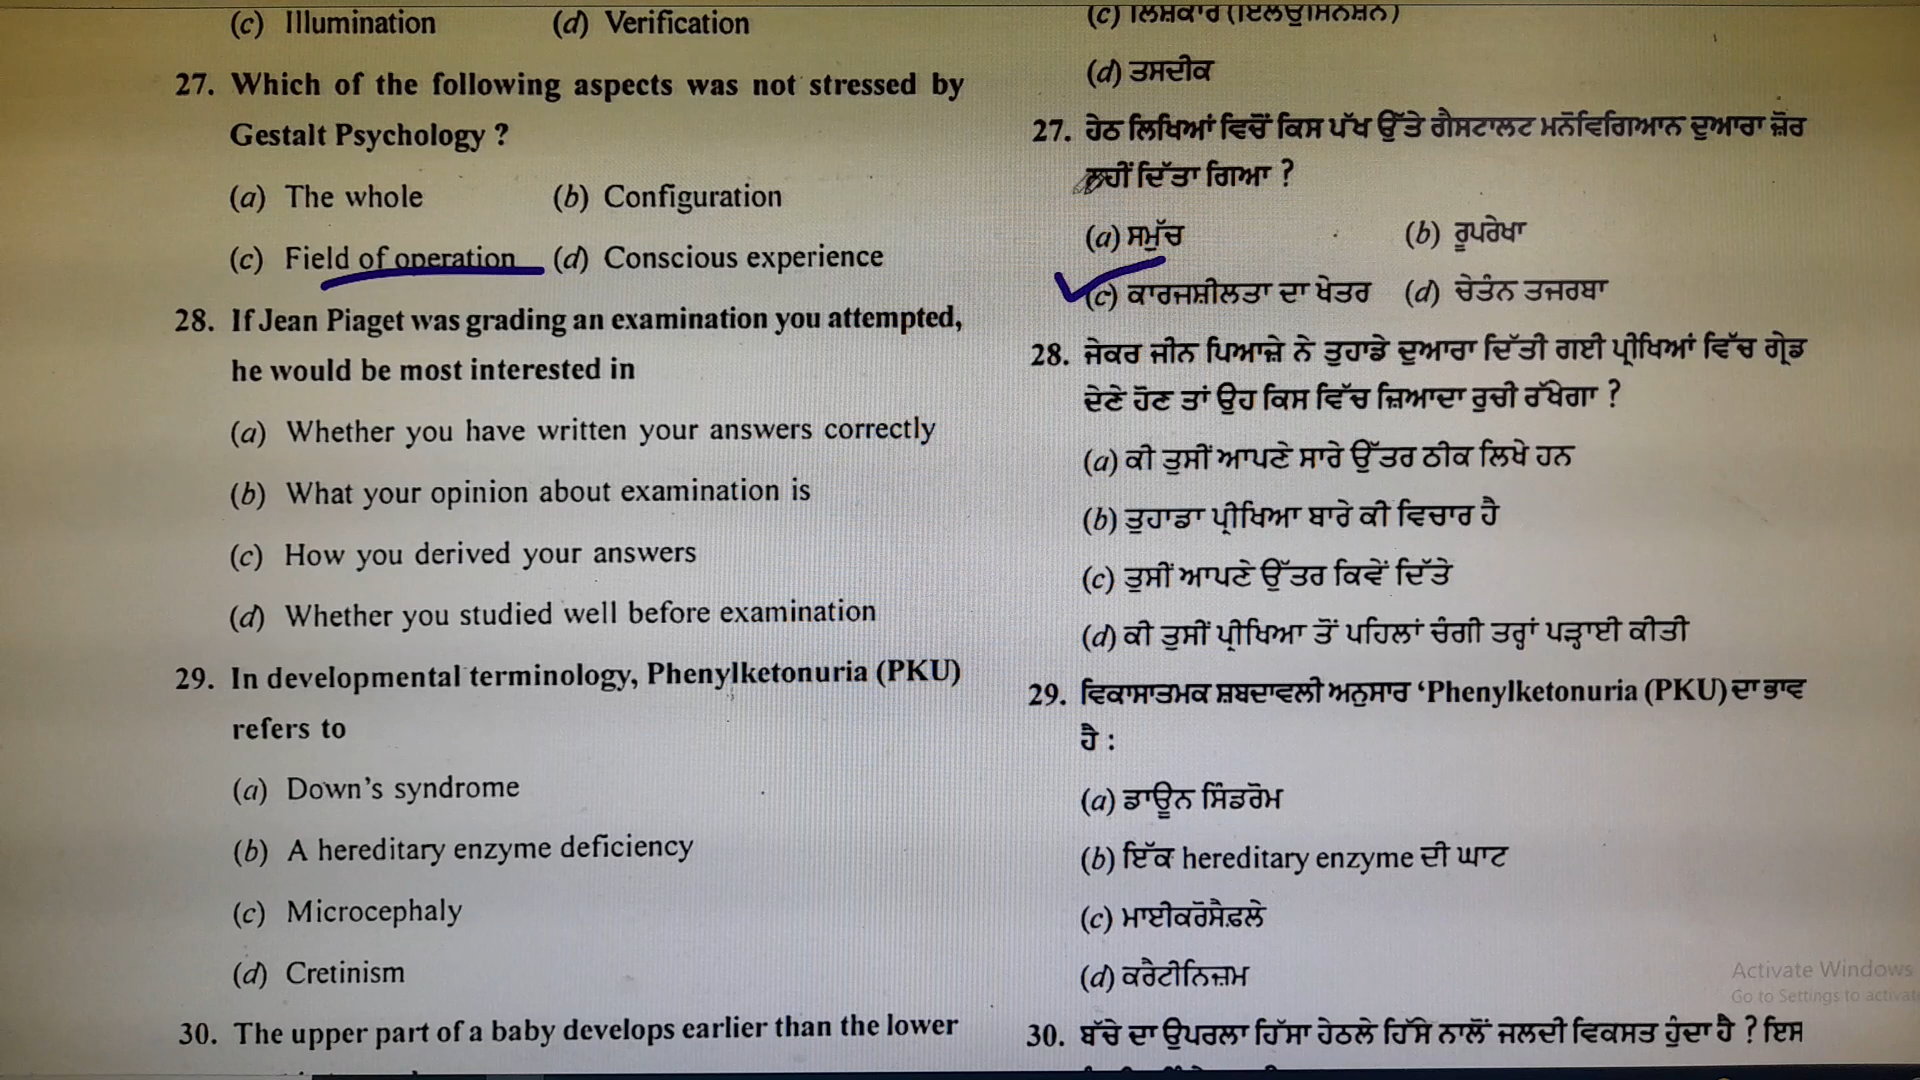 (c) Illumination (d) Verification
27. Which of the following aspects was not stressed by
Gestalt Psychology ?
(a) The whole (b) Configuration
(c) Field of operation (d) Conscious experience
28. If Jean Piaget was grading an examination you attempted,
he would be most interested in
(a) Whether you have written your answers correctly
(b) What your opinion about examination is
(c) How you derived your answers
(d) Whether you studied well before examination
29. In developmental terminology, Phenylketonuria (PKU)
refers to
(a) Down's syndrome
(b) A hereditary enzyme deficiency
(c) Microcephaly
(d) Cretinism
30. The upper part of a baby develops earlier than the lower
(c) ਲਿਸ਼ਕਾਰ (ਇਲਿਊਮਿਨੇਸ਼ਨ)
(d) ਤਸਦੀਕ
27. ਹੇਠ ਲਿਖਿਆਂ ਵਿਚੋਂ ਕਿਸ ਪੱਖ ਉੱਤੇ ਗੈਸਟਾਲਟ ਮਨੋਵਿਗਿਆਨ ਦੁਆਰਾ ਜ਼ੋਰ
ਨਹੀਂ ਦਿੱਤਾ ਗਿਆ ?
(a) ਸਮੁੱਚ (b) ਰੂਪਰੇਖਾ
(c) ਕਾਰਜਸ਼ੀਲਤਾ ਦਾ ਖੇਤਰ (d) ਚੇਤੰਨ ਤਜਰਬਾ
28. ਜੇਕਰ ਜੀਨ ਪਿਆਜ਼ੇ ਨੇ ਤੁਹਾਡੇ ਦੁਆਰਾ ਦਿੱਤੀ ਗਈ ਪ੍ਰੀਖਿਆਂ ਵਿੱਚ ਗ੍ਰੇਡ
ਦੇਣੇ ਹੋਣ ਤਾਂ ਉਹ ਕਿਸ ਵਿੱਚ ਜ਼ਿਆਦਾ ਰੁਚੀ ਰੱਖੇਗਾ ?
(a) ਕੀ ਤੁਸੀਂ ਆਪਣੇ ਸਾਰੇ ਉੱਤਰ ਠੀਕ ਲਿਖੇ ਹਨ
(b) ਤੁਹਾਡਾ ਪ੍ਰੀਖਿਆ ਬਾਰੇ ਕੀ ਵਿਚਾਰ ਹੈ
(c) ਤੁਸੀਂ ਆਪਣੇ ਉੱਤਰ ਕਿਵੇਂ ਦਿੱਤੇ
(d) ਕੀ ਤੁਸੀਂ ਪ੍ਰੀਖਿਆ ਤੋਂ ਪਹਿਲਾਂ ਚੰਗੀ ਤਰ੍ਹਾਂ ਪੜ੍ਹਾਈ ਕੀਤੀ
29. ਵਿਕਾਸਾਤਮਕ ਸ਼ਬਦਾਵਲੀ ਅਨੁਸਾਰ 'Phenylketonuria (PKU) ਦਾ ਭਾਵ
ਹੈ :
(a) ਡਾਊਨ ਸਿੰਡਰੋਮ
(b) ਇੱਕ hereditary enzyme ਦੀ ਘਾਟ
(c) ਮਾਈਕਰੋਸੈਫ਼ਲੇ
(d) ਕਰੈਟੀਨਿਜ਼ਮ
30. ਬੱਚੇ ਦਾ ਉਪਰਲਾ ਹਿੱਸਾ ਹੇਠਲੇ ਹਿੱਸੇ ਨਾਲੋਂ ਜਲਦੀ ਵਿਕਸਤ ਹੁੰਦਾ ਹੈ ? ਇਸ
Activate Windows
Go to Settings to activate